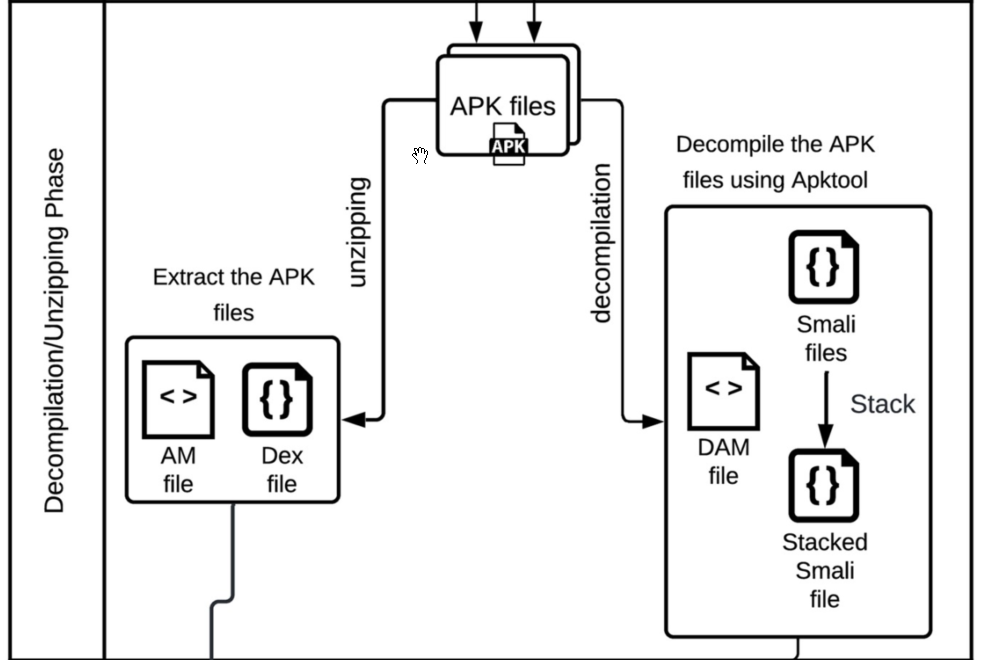 Decompilation/Unzipping Phase
APK files
APK
unzipping
decompilation
Extract the APK
files
< >
{}
AM
file
Dex
file
Decompile the APK
files using Apktool
{}
Smali
files
< >
DAM
file
Stack
{}
Stacked
Smali
file